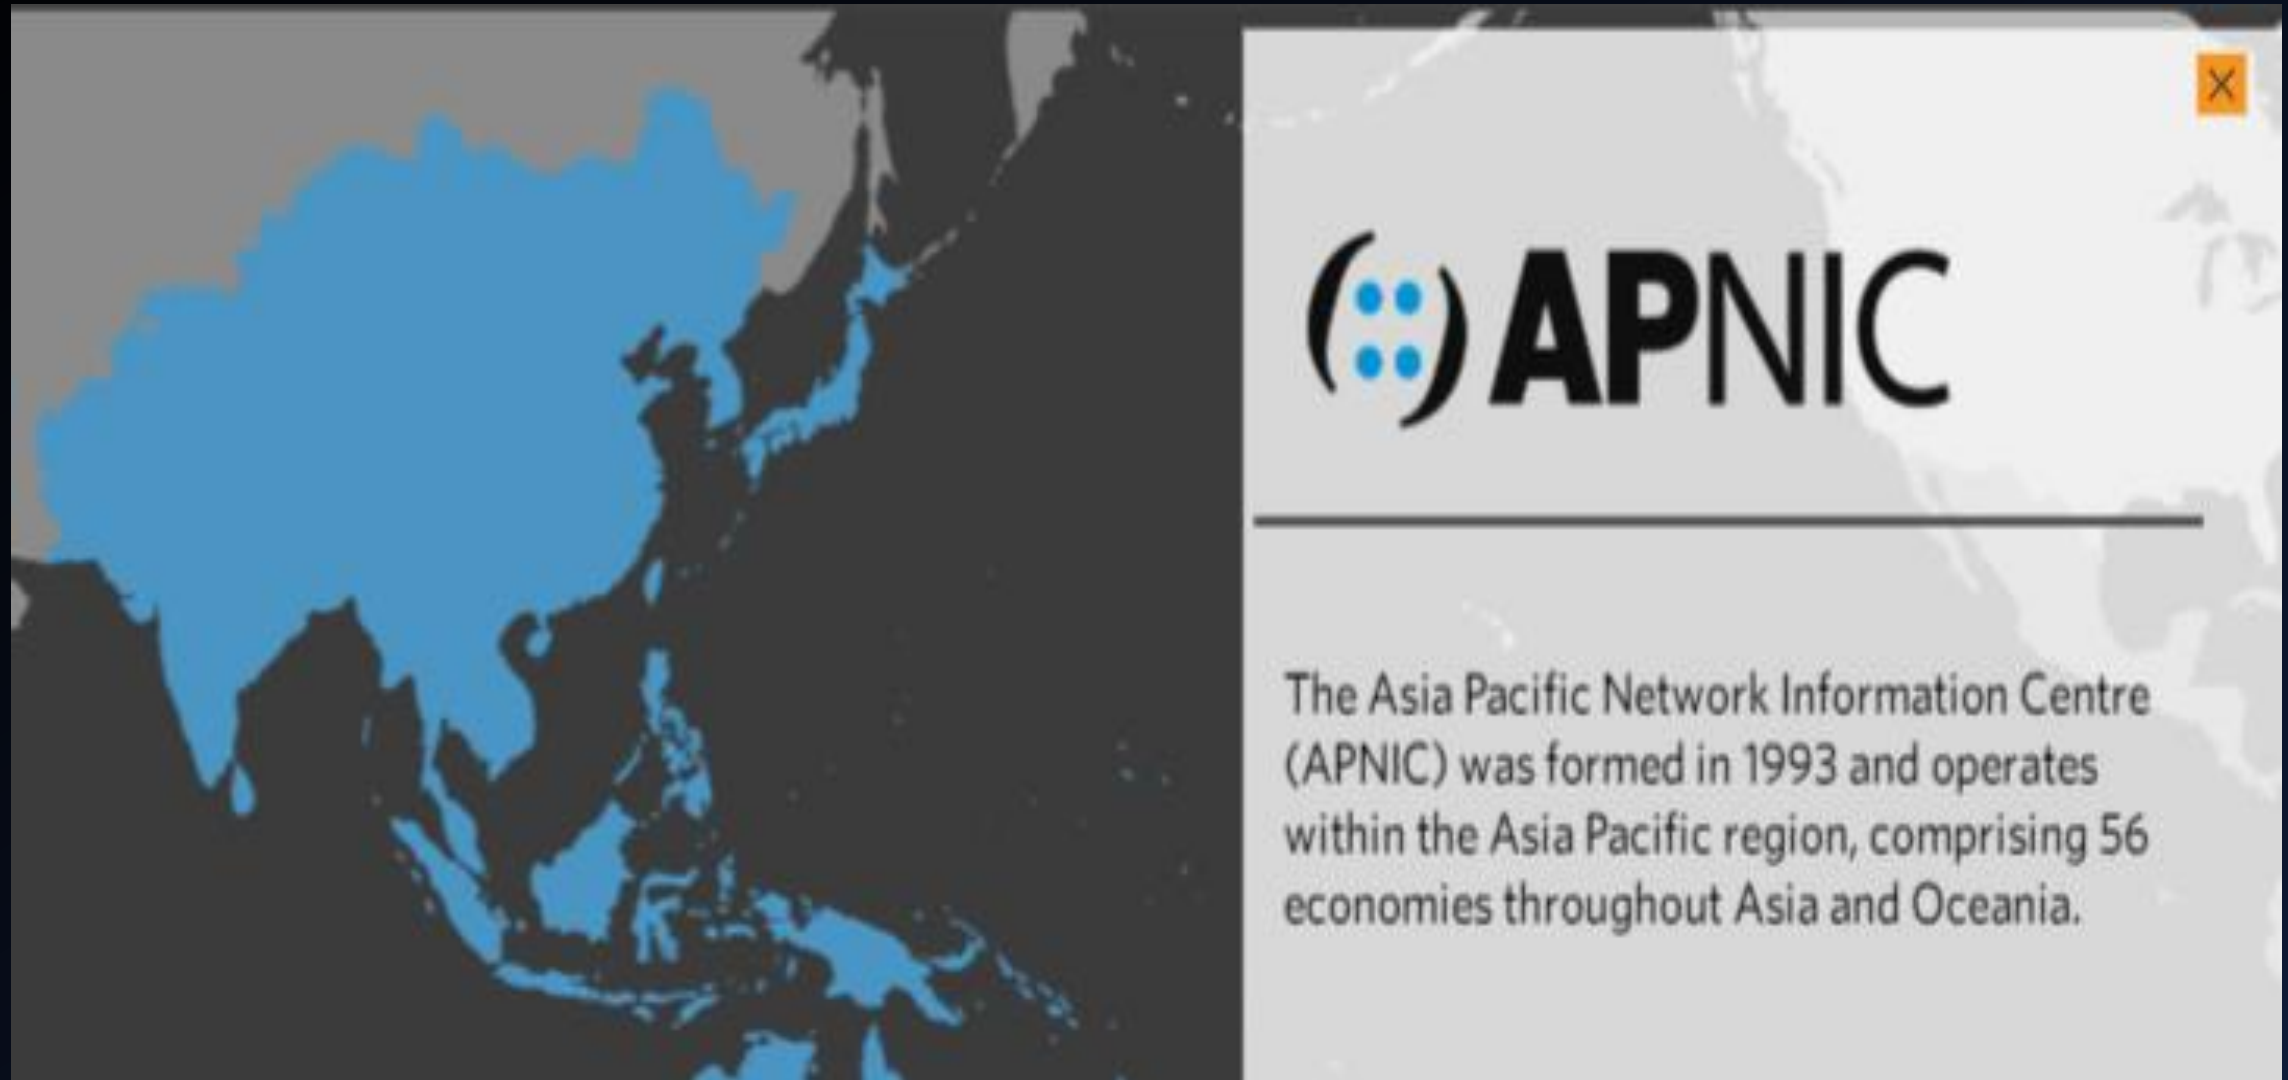 X
APNIC
The Asia Pacific Network Information Centre
(APNIC) was formed in 1993 and operates
within the Asia Pacific region, comprising 56
economies throughout Asia and Oceania.